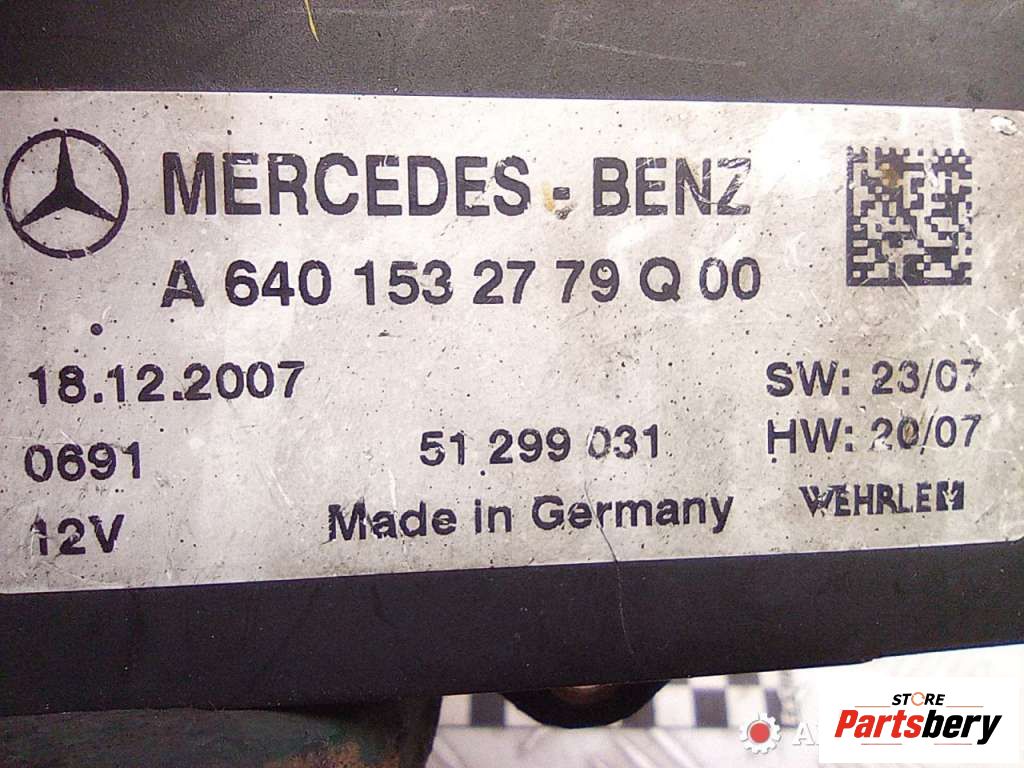 MERCEDES-BENZ
A 640 153 27 79 Q 00
18.12.2007
SW: 23/07
0691
51 299 031
HW: 20/07
12V
Made in Germany
WEHRLE
STORE
Partsbery